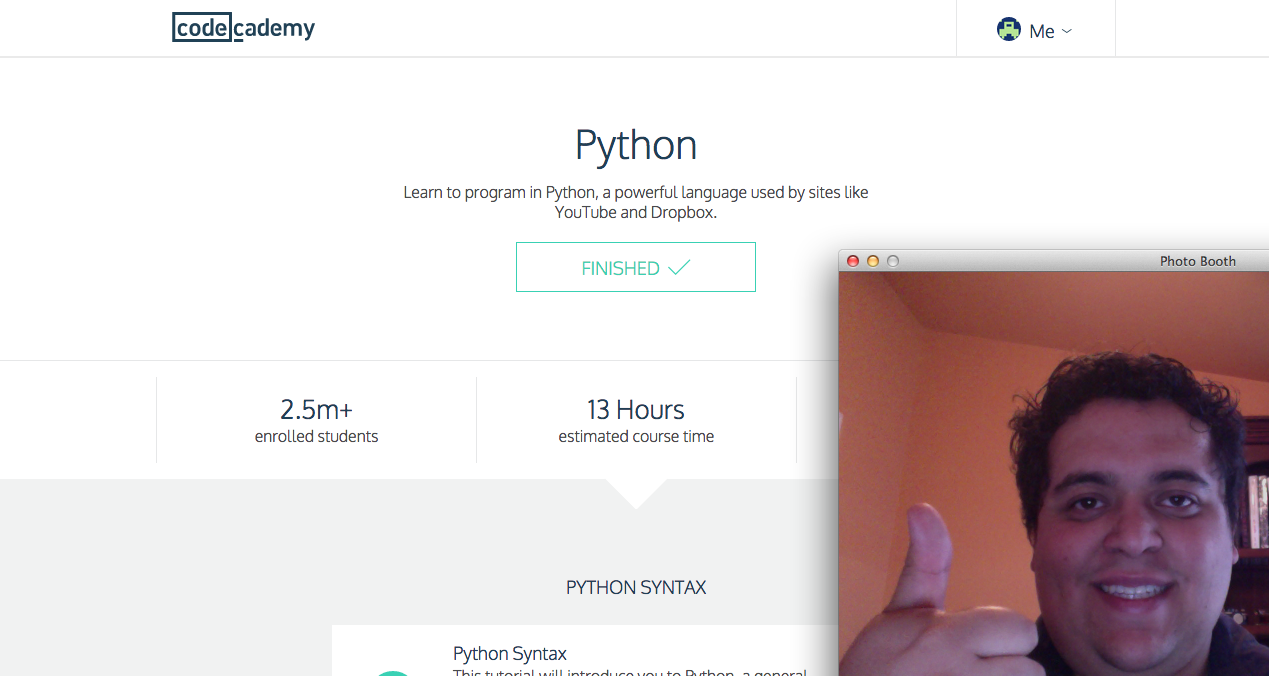 codecademy
Me
Python
Learn to program in Python, a powerful language used by sites like
YouTube and Dropbox.
FINISHED
Photo Booth
2.5m+
enrolled students
13 Hours
estimated course time
PYTHON SYNTAX
Python Syntax
This tutorial will introduce you to Python, a general